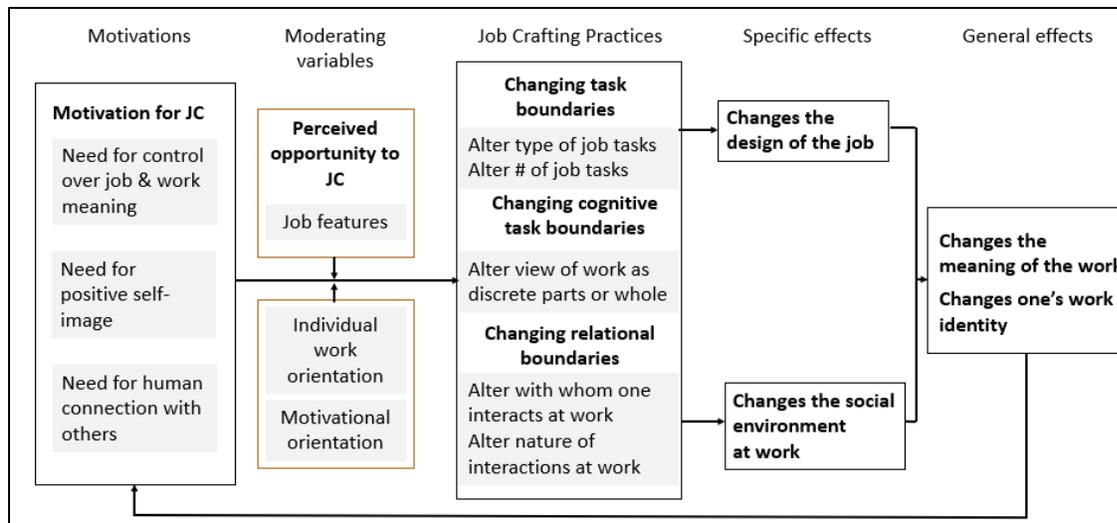 Motivations
Moderating
variables
Job Crafting Practices
Specific effects
General effects
Motivation for JC
Need for control
over job & work
meaning
Need for
positive self-
image
Need for human
connection with
others
Perceived
opportunity to
JC
Job features
Individual
work
orientation
Motivational
orientation
Changing task
boundaries
Alter type of job tasks
Alter # of job tasks
Changing cognitive
task boundaries
Alter view of work as
discrete parts or whole
Changing relational
boundaries
Alter with whom one
interacts at work
Alter nature of
interactions at work
Changes the
design of the job
Changes the social
environment
at work
Changes the
meaning of the work
Changes one’s work
identity